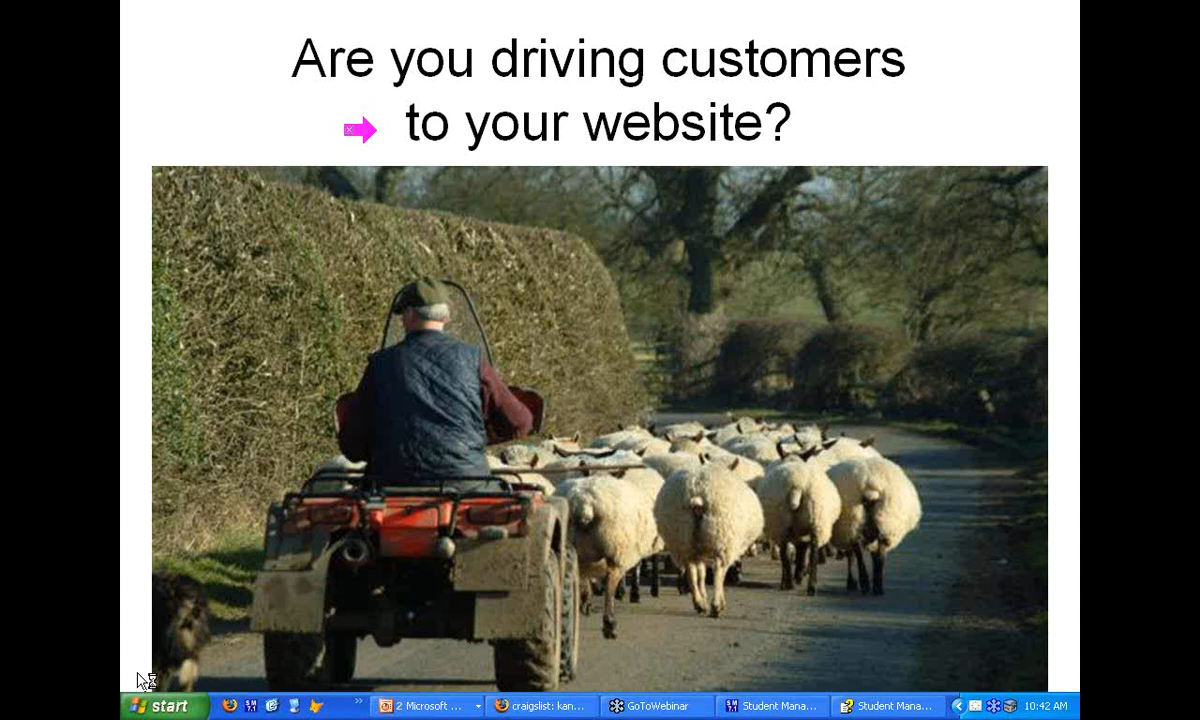 Are you driving customers
to your website?
start
2 Microsoft ...
craigslist: kan...
GoToWebinar
Student Mana...
Student Mana...
10:42 AM